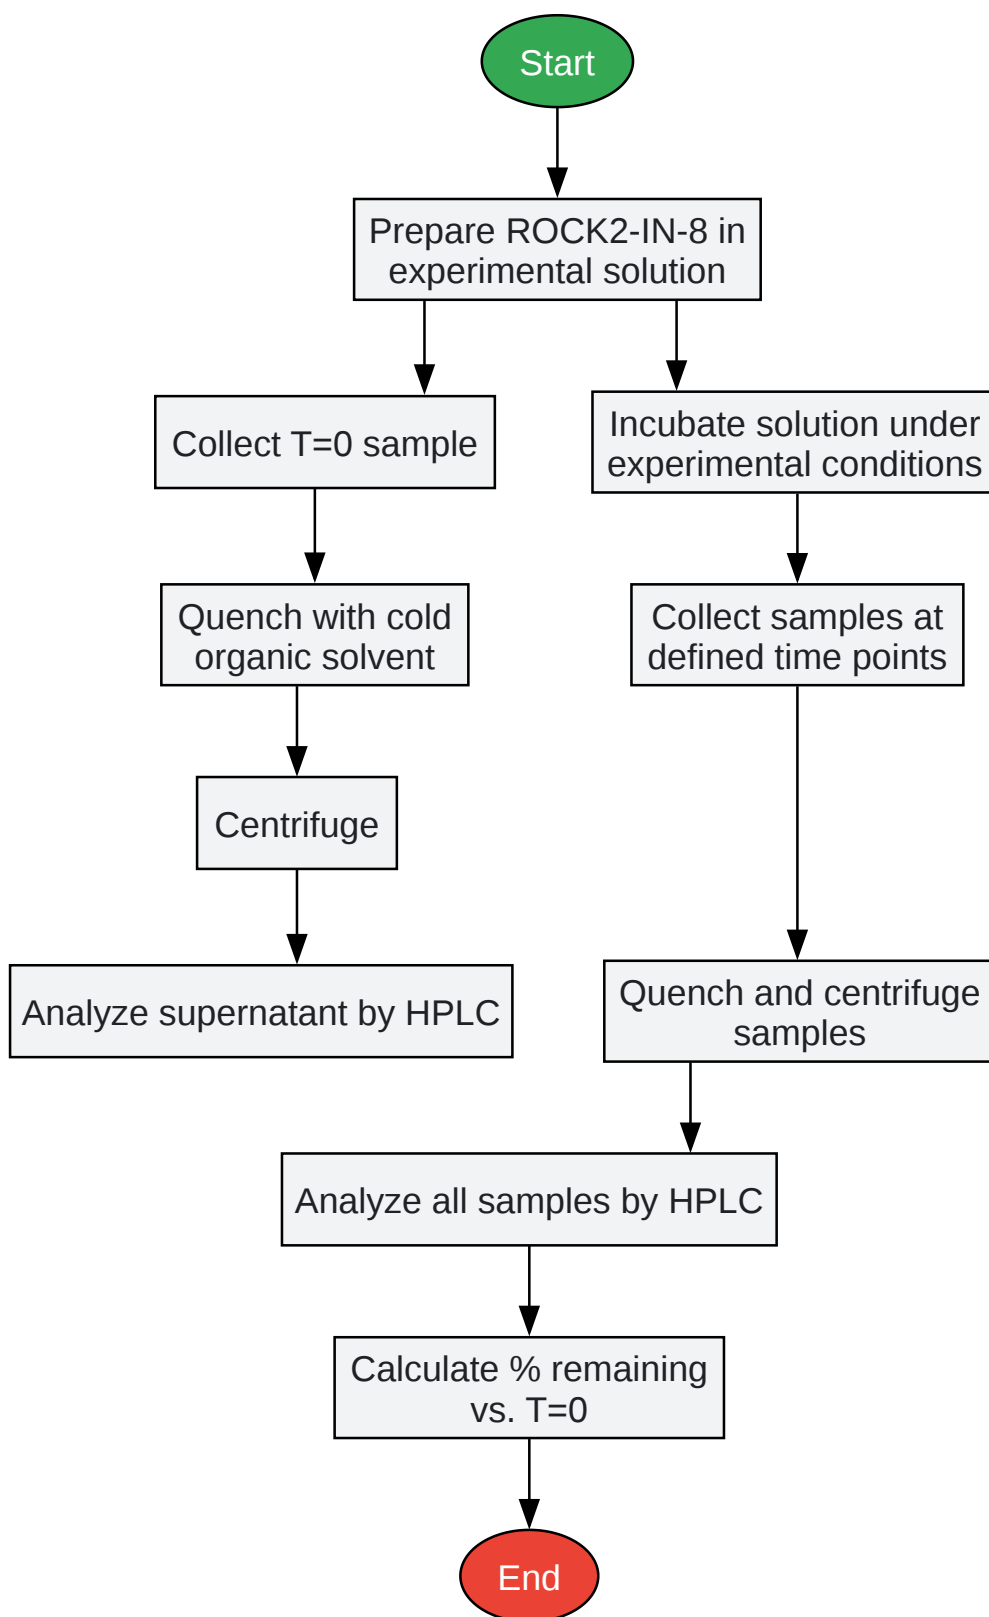 Start
Prepare ROCK2-IN-8 in
experimental solution
Collect T=0 sample
Incubate solution under
experimental conditions
Quench with cold
organic solvent
Collect samples at
defined time points
Centrifuge
Analyze supernatant by HPLC
Quench and centrifuge
samples
Analyze all samples by HPLC
Calculate % remaining
vs. T=0
End